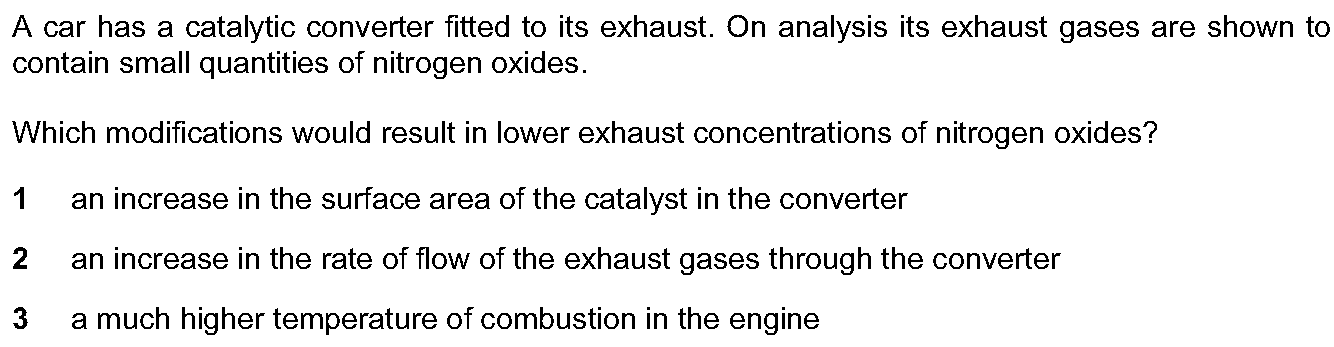 A car has a catalytic converter fitted to its exhaust. On analysis its exhaust gases are shown to
contain small quantities of nitrogen oxides.
Which modifications would result in lower exhaust concentrations of nitrogen oxides?
1 an increase in the surface area of the catalyst in the converter
2 an increase in the rate of flow of the exhaust gases through the converter
3 a much higher temperature of combustion in the engine